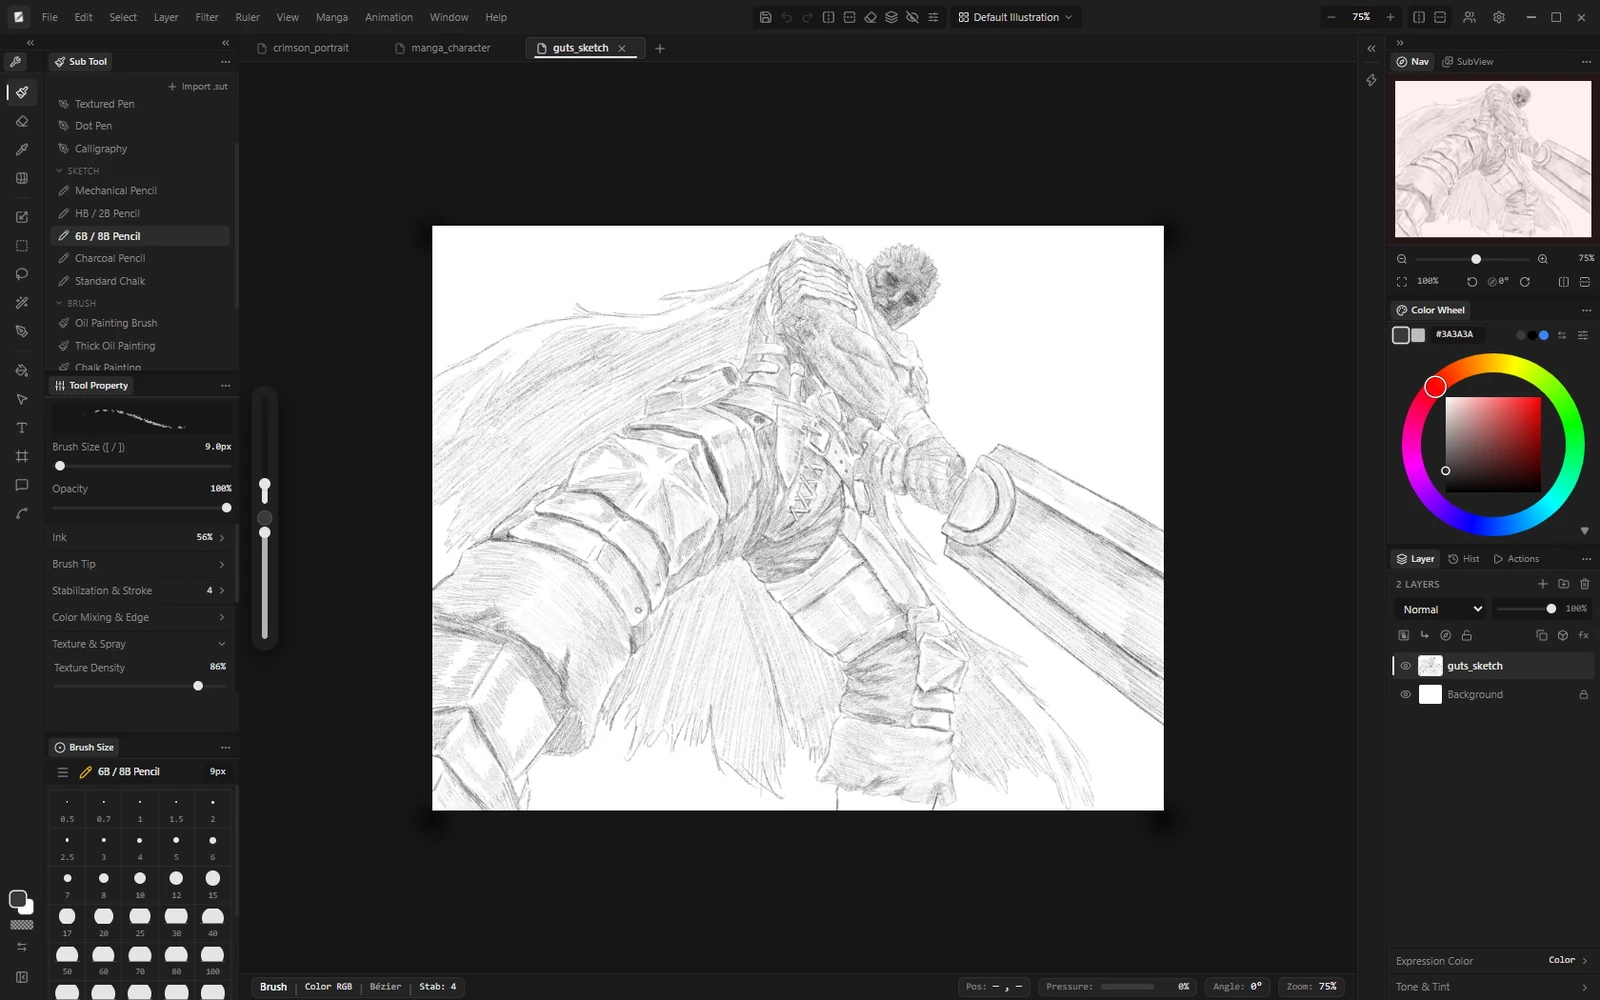 File Edit Select Layer Filter Ruler View Manga Animation Window Help
Default Illustration
75%
crimson_portrait
manga_character
guts_sketch
Sub Tool
Import .sut
Textured Pen
Dot Pen
Calligraphy
SKETCH
Mechanical Pencil
HB / 2B Pencil
6B / 8B Pencil
Charcoal Pencil
Standard Chalk
BRUSH
Oil Painting Brush
Thick Oil Painting
Chalk Painting
Tool Property
Brush Size ([ / ]) 9.0px
Opacity 100%
Ink 56%
Brush Tip
Stabilization & Stroke 4
Color Mixing & Edge
Texture & Spray
Texture Density 86%
Brush Size
6B / 8B Pencil 9px
0.5 0.7 1 1.5 2
2.5 3 4 5 6
7 8 10 12 15
17 20 25 30 40
50 60 70 80 100
Brush Color RGB Bézier Stab: 4
Pos: — , — Pressure: 0% Angle: 0° Zoom: 75%
Nav SubView
75%
100% 0°
Color Wheel
#3A3A3A
Layer Hist Actions
2 LAYERS
Normal 100%
fx
guts_sketch
Background
Expression Color Color
Tone & Tint